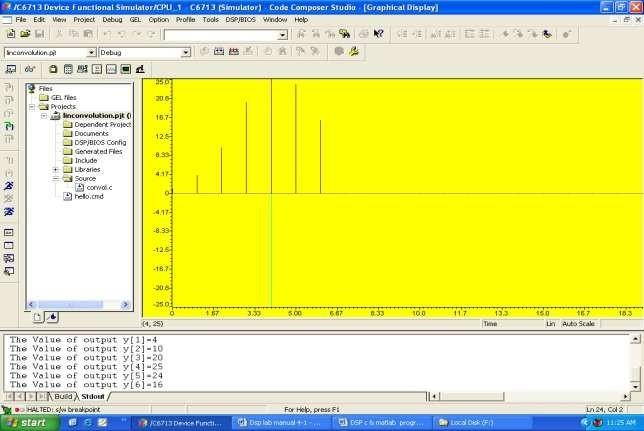 /C6713 Device Functional Simulator/CPU_1 - C6713 (Simulator) - Code Composer Studio - [Graphical Display]
File Edit View Project Debug GEL Option Profile Tools DSP/BIOS Window Help
linconvolution.pjt Debug
Files
GEL files
Projects
linconvolution.pjt (
Dependent Project
Documents
DSP/BIOS Config
Generated Files
Include
Libraries
Source
convol.c
hello.cmd
25.0
20.8
16.7
12.5
8.33
4.17
0
-4.17
-8.33
-12.5
-16.7
-20.8
-25.0
0 1.67 3.33 5.00 6.67 8.33 10.0 11.7 13.3 15.0 16.7 18.3
(4, 25) Time Lin Auto Scale
The Value of output y[1]=4
The Value of output y[2]=10
The Value of output y[3]=20
The Value of output y[4]=25
The Value of output y[5]=24
The Value of output y[6]=16
Build Stdout
HALTED: s/w breakpoint For Help, press F1 Ln 24, Col 2
start /C6713 Device Functi... Dsp lab manual 4-1 - ... DSP c & matlab progr... Local Disk (F:) 11:25 AM